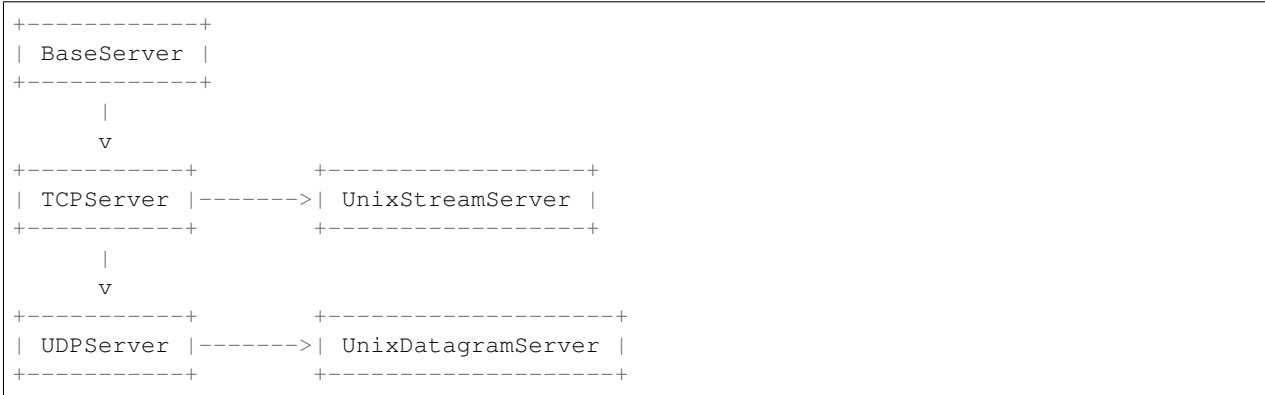 +------------+
| BaseServer |
+------------+
      |
      v
+-----------+        +------------------+
| TCPServer |------->| UnixStreamServer |
+-----------+        +------------------+
      |
      v
+-----------+        +--------------------+
| UDPServer |------->| UnixDatagramServer |
+-----------+        +--------------------+